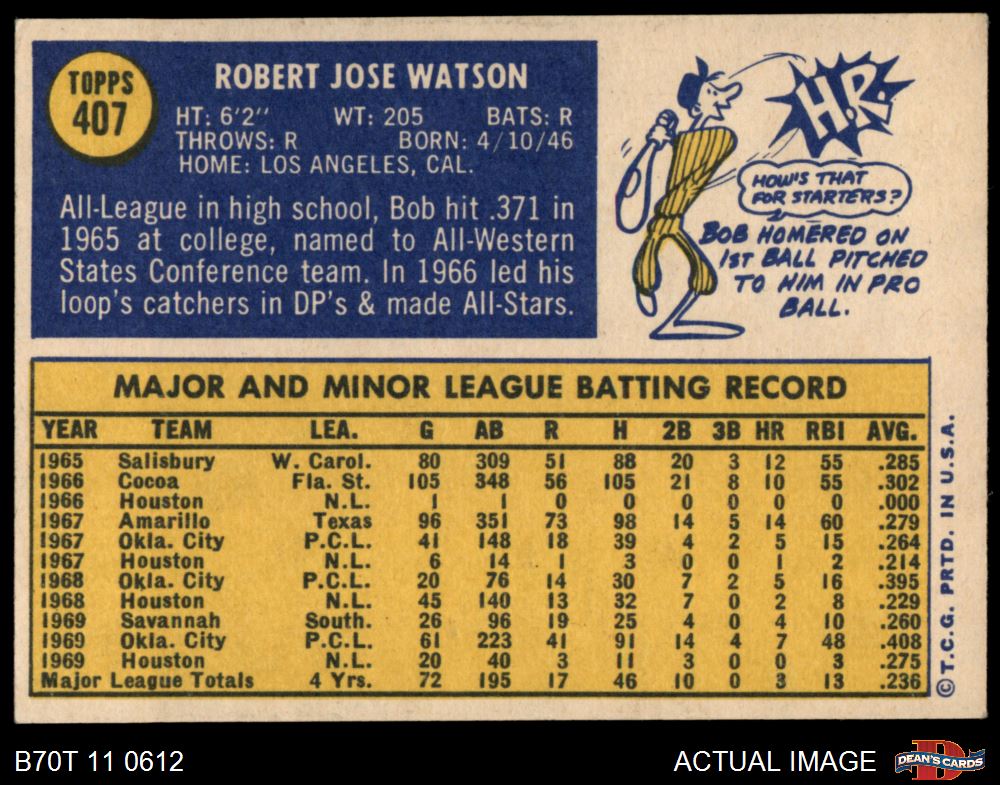 TOPPS
407
ROBERT JOSE WATSON
HT: 6'2" WT: 205 BATS: R
THROWS: R BORN: 4/10/46
HOME: LOS ANGELES, CAL.
All-League in high school, Bob hit .371 in
1965 at college, named to All-Western
States Conference team. In 1966 led his
loop's catchers in DP's & made All-Stars.
H.R.
HOW'S THAT
FOR STARTERS?
BOB HOMERED ON
1ST BALL PITCHED
TO HIM IN PRO
BALL.
MAJOR AND MINOR LEAGUE BATTING RECORD
YEAR TEAM LEA. G AB R H 2B 3B HR RBI AVG.
1965 Salisbury W. Carol. 80 309 51 88 20 3 12 55 .285
1966 Cocoa Fla. St. 105 348 56 105 21 8 10 55 .302
1966 Houston N.L. 1 1 0 0 0 0 0 0 .000
1967 Amarillo Texas 96 351 73 98 14 5 14 60 .279
1967 Okla. City P.C.L. 41 148 18 39 4 2 5 15 .264
1967 Houston N.L. 6 14 1 3 0 0 1 2 .214
1968 Okla. City P.C.L. 20 76 14 30 7 2 5 16 .395
1968 Houston N.L. 45 140 13 32 7 0 2 8 .229
1969 Savannah South. 26 96 19 25 4 0 4 10 .260
1969 Okla. City P.C.L. 61 223 41 91 14 4 7 48 .408
1969 Houston N.L. 20 40 3 11 3 0 0 3 .275
Major League Totals 4 Yrs. 72 195 17 46 10 0 3 13 .236
© T.C.G. PRTD. IN U.S.A.
B70T 11 0612
ACTUAL IMAGE
D
DEAN'S CARDS